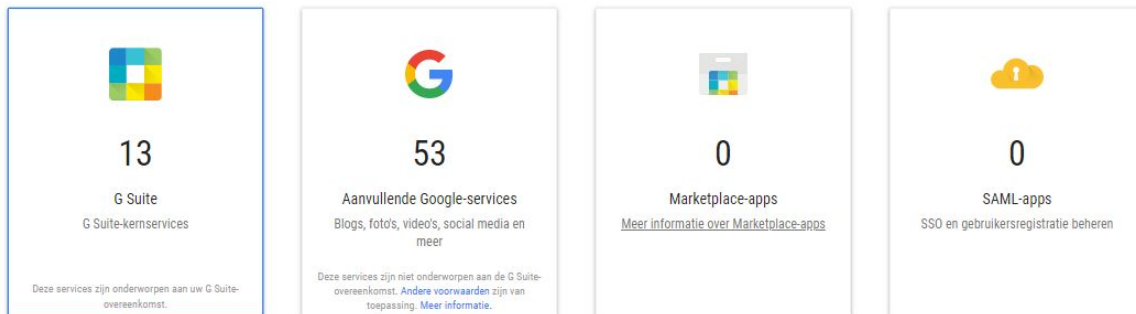 13
G Suite
G Suite-kernservices
Deze services zijn onderworpen aan uw G Suite-
overeenkomst.
53
Aanvullende Google-services
Blogs, foto's, video's, social media en
meer
Deze services zijn niet onderworpen aan de G Suite-
overeenkomst. Andere voorwaarden zijn van
toepassing. Meer informatie.
0
Marketplace-apps
Meer informatie over Marketplace-apps
0
SAML-apps
SSO en gebruikersregistratie beheren